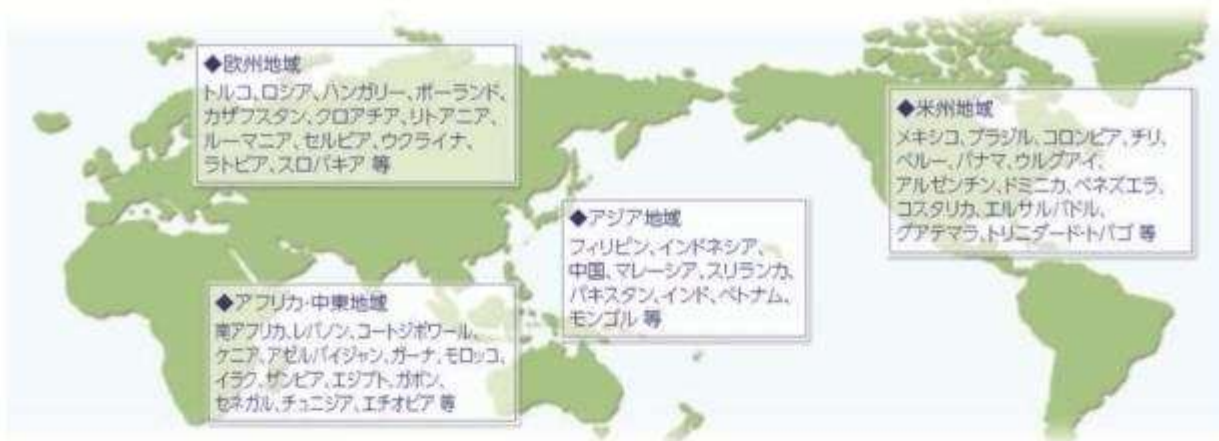 ◆欧州地域
トルコ、ロシア、ハンガリー、ポーランド、
カザフスタン、クロアチア、リトアニア、
ルーマニア、セルビア、ウクライナ、
ラトビア、スロバキア 等
◆米州地域
メキシコ、ブラジル、コロンビア、チリ、
ペルー、パナマ、ウルグアイ、
アルゼンチン、ドミニカ、ベネズエラ、
コスタリカ、エルサルバドル、
グアテマラ、トリニダード・トバゴ 等
◆アジア地域
フィリピン、インドネシア、
中国、マレーシア、スリランカ、
パキスタン、インド、ベトナム、
モンゴル 等
◆アフリカ・中東地域
南アフリカ、レバノン、コートジボワール、
ケニア、アゼルバイジャン、ガーナ、モロッコ、
イラク、ザンビア、エジプト、ガボン、
セネガル、チュニジア、エチオピア 等